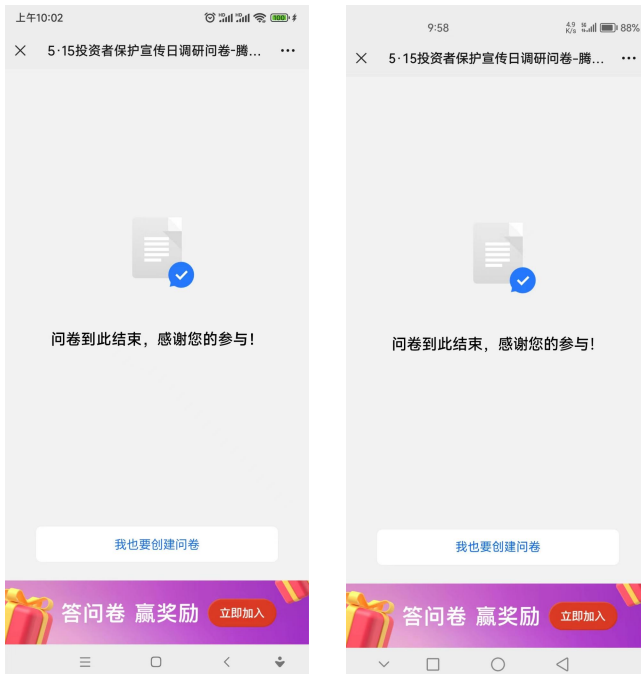 上午10:02
100
5·15投资者保护宣传日调研问卷-腾...
问卷到此结束，感谢您的参与！
我也要创建问卷
答问卷 赢奖励 立即加入
9:58
4.9
K/s
88%
5·15投资者保护宣传日调研问卷-腾...
问卷到此结束，感谢您的参与！
我也要创建问卷
答问卷 赢奖励 立即加入